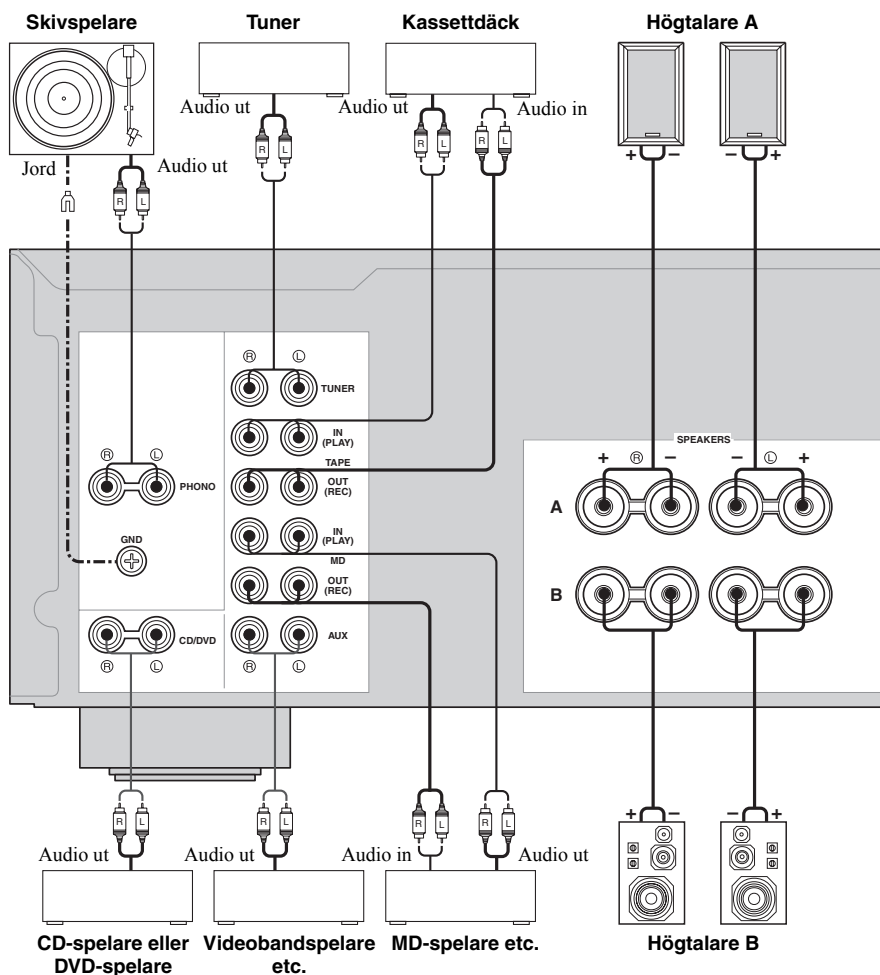 Skivspelare
Tuner
Kassettdäck
Högtalare A
Audio ut
Audio ut
Audio in
Jord
Audio ut
R L
R L
R L
R L
+ − − +
R L
TUNER
IN
(PLAY)
TAPE
OUT
(REC)
IN
(PLAY)
MD
OUT
(REC)
AUX
R L
R L
PHONO
GND
CD/DVD
R L
SPEAKERS
+ R − − L +
A
B
R L
R L
R L
R L
+ − − +
Audio ut
Audio ut
Audio in
Audio ut
CD-spelare eller
DVD-spelare
Videobandspelare
etc.
MD-spelare etc.
Högtalare B